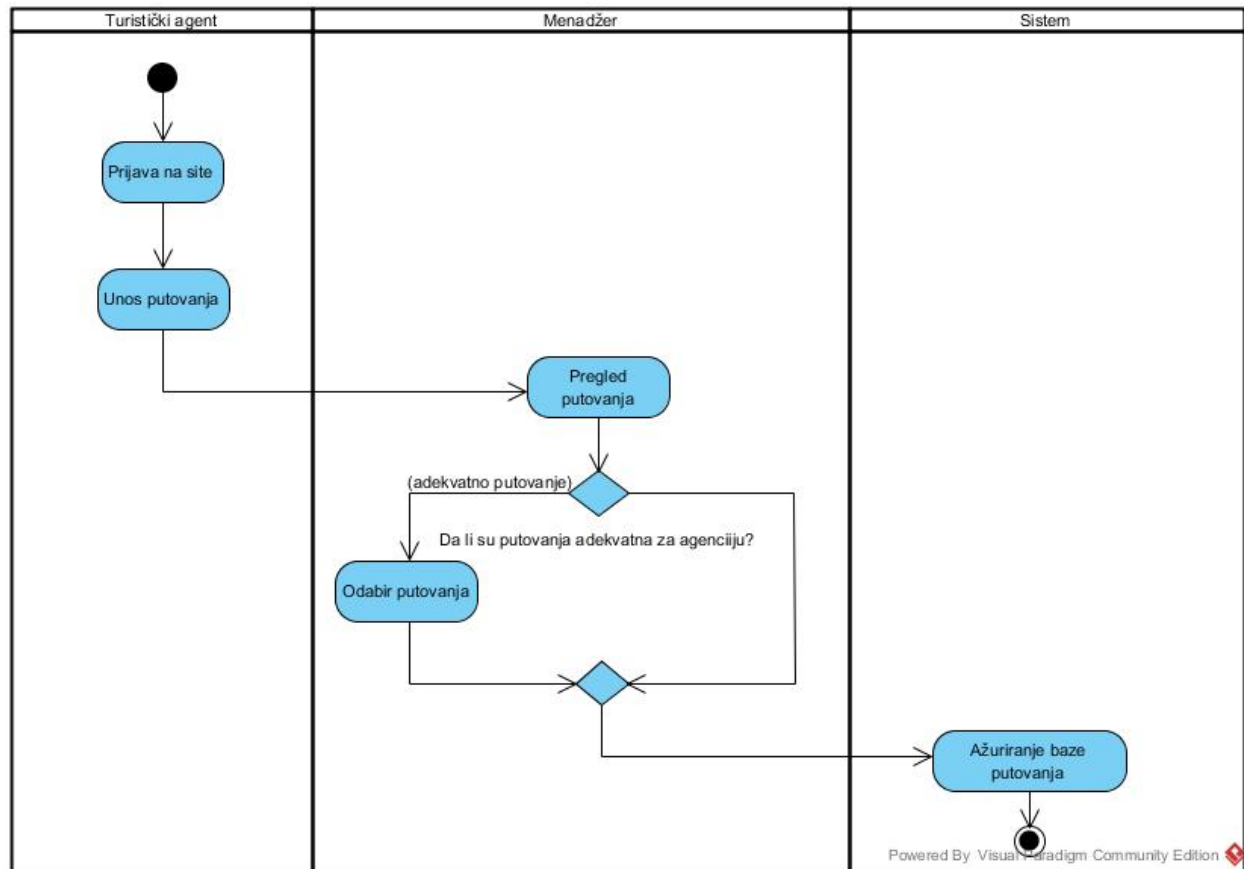 Turistički agent
Menadžer
Sistem
Prijava na site
Unos putovanja
Pregled
putovanja
(adekvatno putovanje)
Da li su putovanja adekvatna za agenciiju?
Odabir putovanja
Ažuriranje baze
putovanja
Powered By Visual Paradigm Community Edition